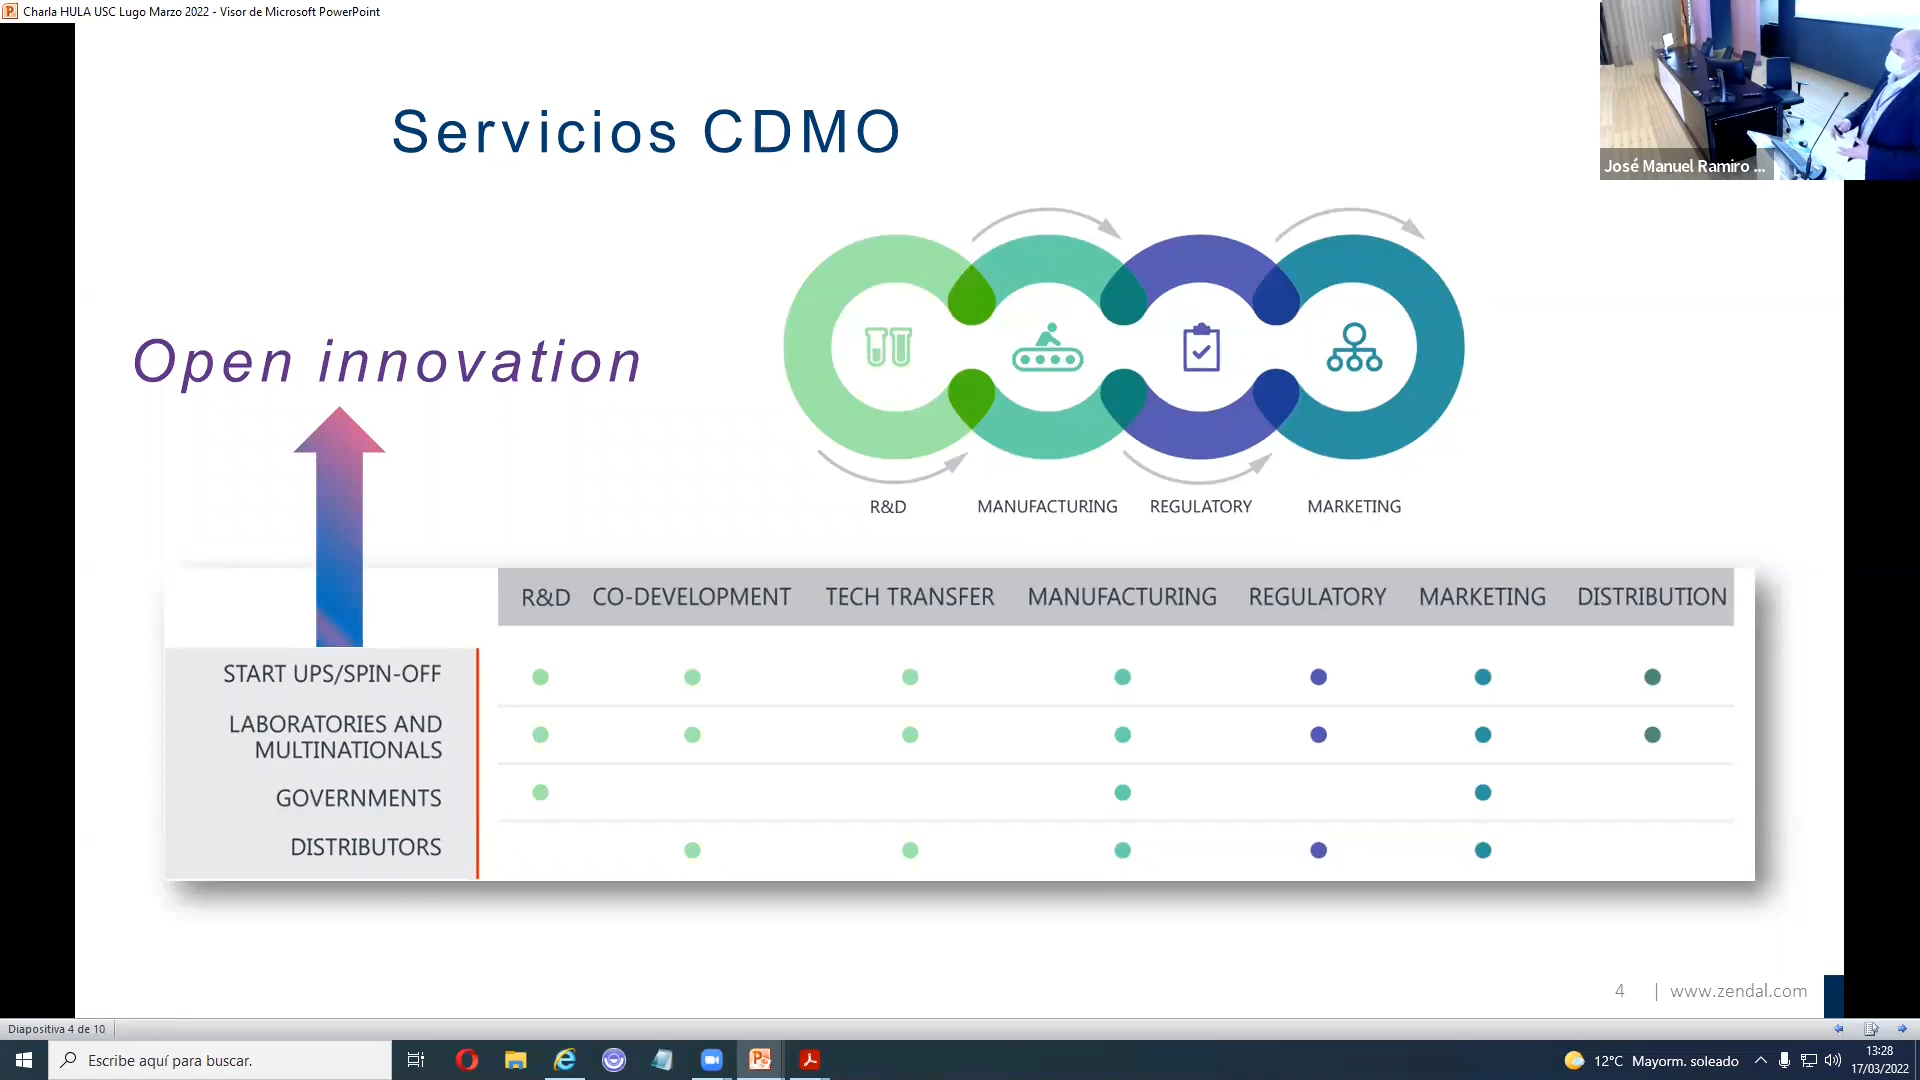 Charla HULA USC Lugo Marzo 2022 - Visor de Microsoft PowerPoint
José Manuel Ramiro ...
Servicios CDMO
Open innovation
R&D MANUFACTURING REGULATORY MARKETING
R&D CO-DEVELOPMENT TECH TRANSFER MANUFACTURING REGULATORY MARKETING DISTRIBUTION
START UPS/SPIN-OFF
LABORATORIES AND
MULTINATIONALS
GOVERNMENTS
DISTRIBUTORS
4 | www.zendal.com
Diapositiva 4 de 10
Escribe aquí para buscar.
12°C Mayorm. soleado
13:28
17/03/2022